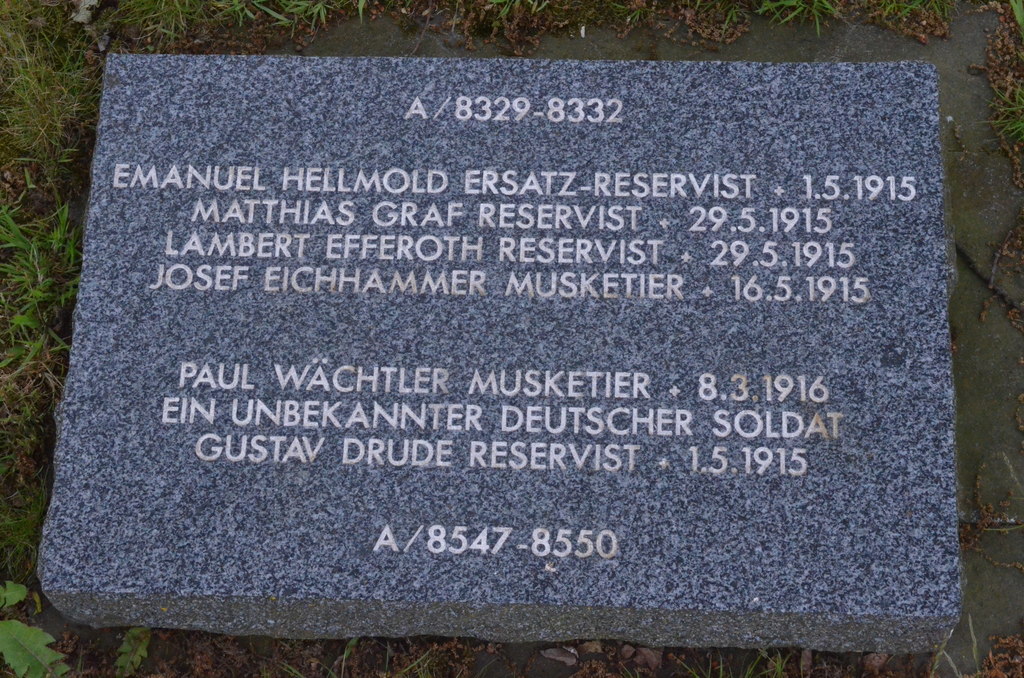 A/8329-8332
EMANUEL HELLMOLD ERSATZ-RESERVIST + 1.5.1915
MATTHIAS GRAF RESERVIST + 29.5.1915
LAMBERT EFFEROTH RESERVIST + 29.5.1915
JOSEF EICHHAMMER MUSKETIER + 16.5.1915
PAUL WÄCHTLER MUSKETIER + 8.3.1916
EIN UNBEKANNTER DEUTSCHER SOLDAT
GUSTAV DRUDE RESERVIST + 1.5.1915
A/8547-8550